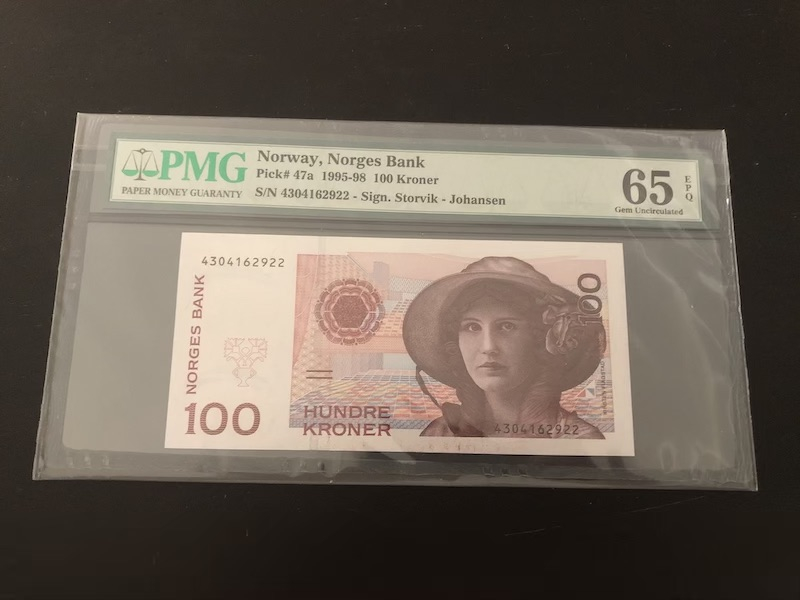 PMG
PAPER MONEY GUARANTY
Norway, Norges Bank
Pick# 47a 1995-98 100 Kroner
S/N 4304162922 - Sign. Storvik - Johansen
65
EPQ
Gem Uncirculated
4304162922
NORGES BANK
100
HUNDRE
KRONER
100
4304162922